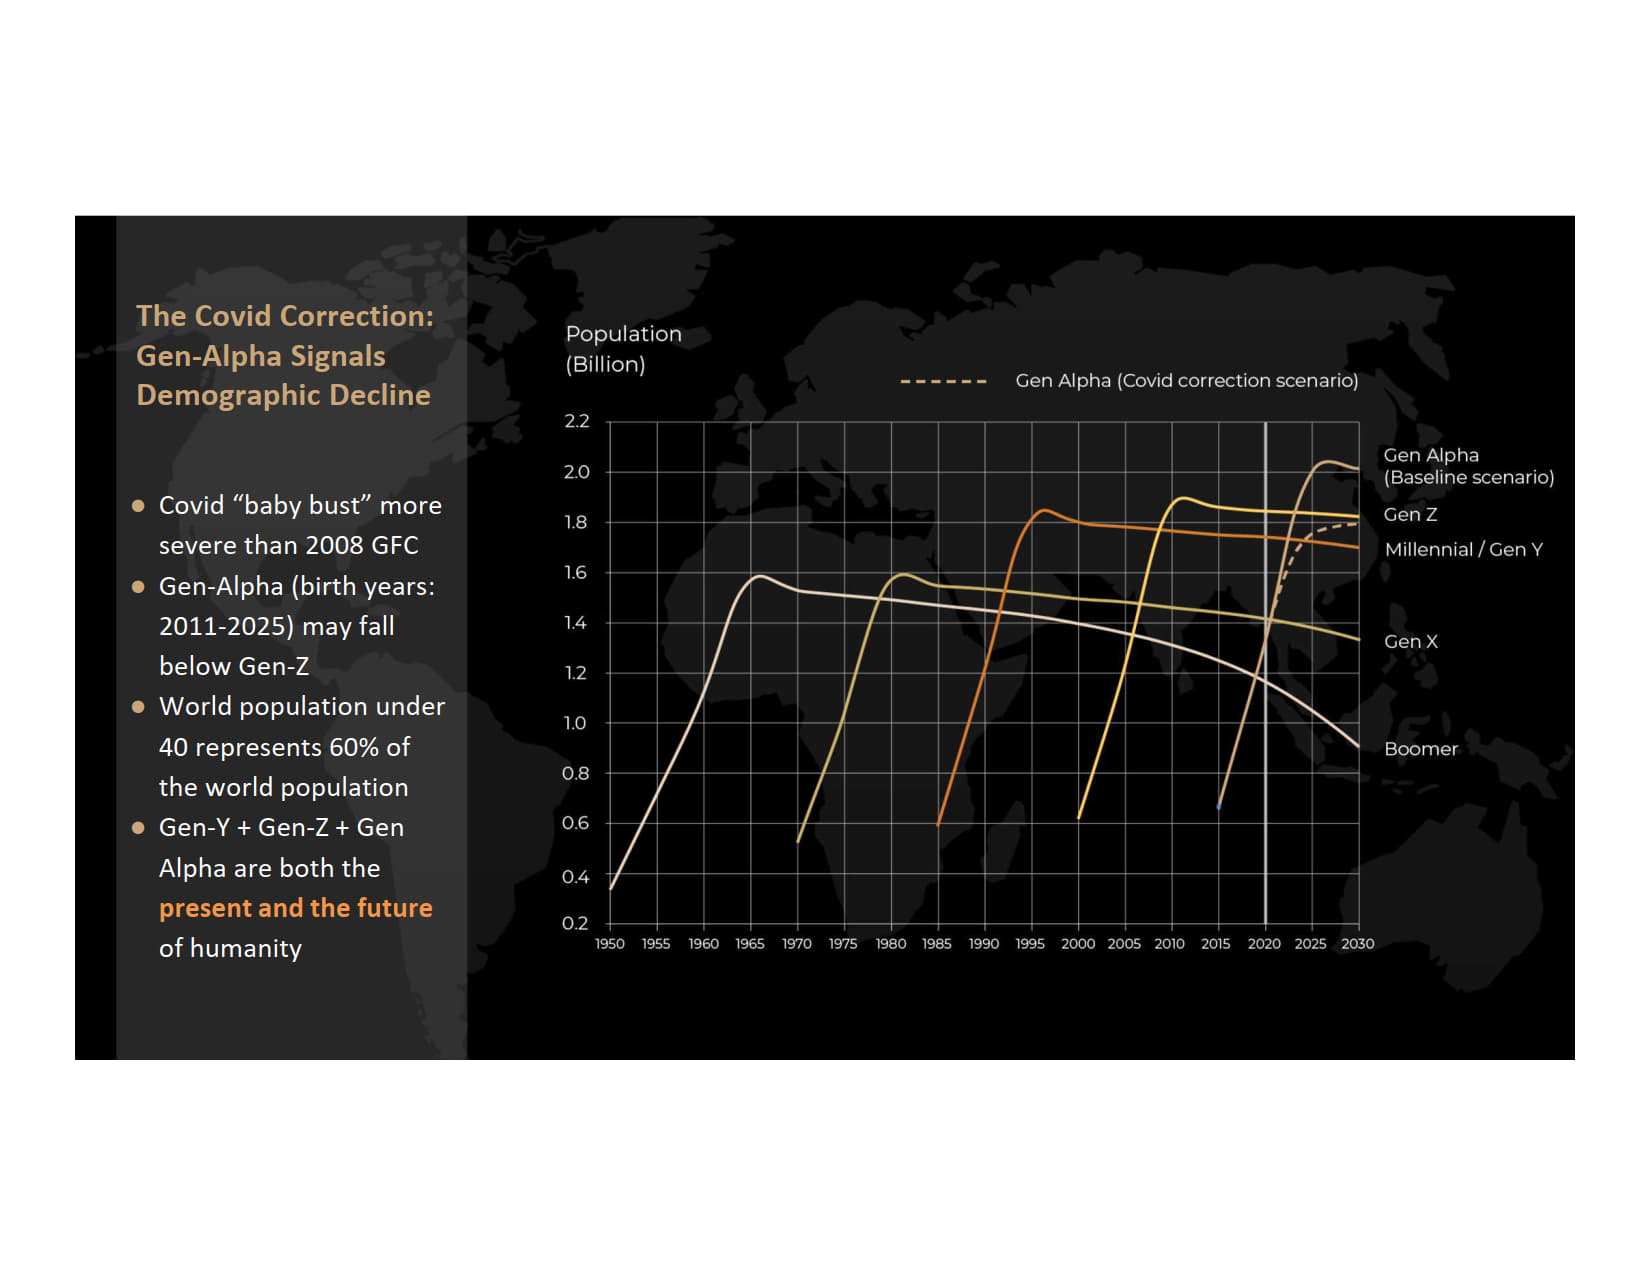 The Covid Correction:
Gen-Alpha Signals
Demographic Decline
● Covid “baby bust” more
severe than 2008 GFC
● Gen-Alpha (birth years:
2011-2025) may fall
below Gen-Z
● World population under
40 represents 60% of
the world population
● Gen-Y + Gen-Z + Gen
Alpha are both the
present and the future
of humanity
Population
(Billion)
Gen Alpha (Covid correction scenario)
2.2
2.0
1.8
1.6
1.4
1.2
1.0
0.8
0.6
0.4
0.2
1950 1955 1960 1965 1970 1975 1980 1985 1990 1995 2000 2005 2010 2015 2020 2025 2030
Gen Alpha
(Baseline scenario)
Gen Z
Millennial / Gen Y
Gen X
Boomer